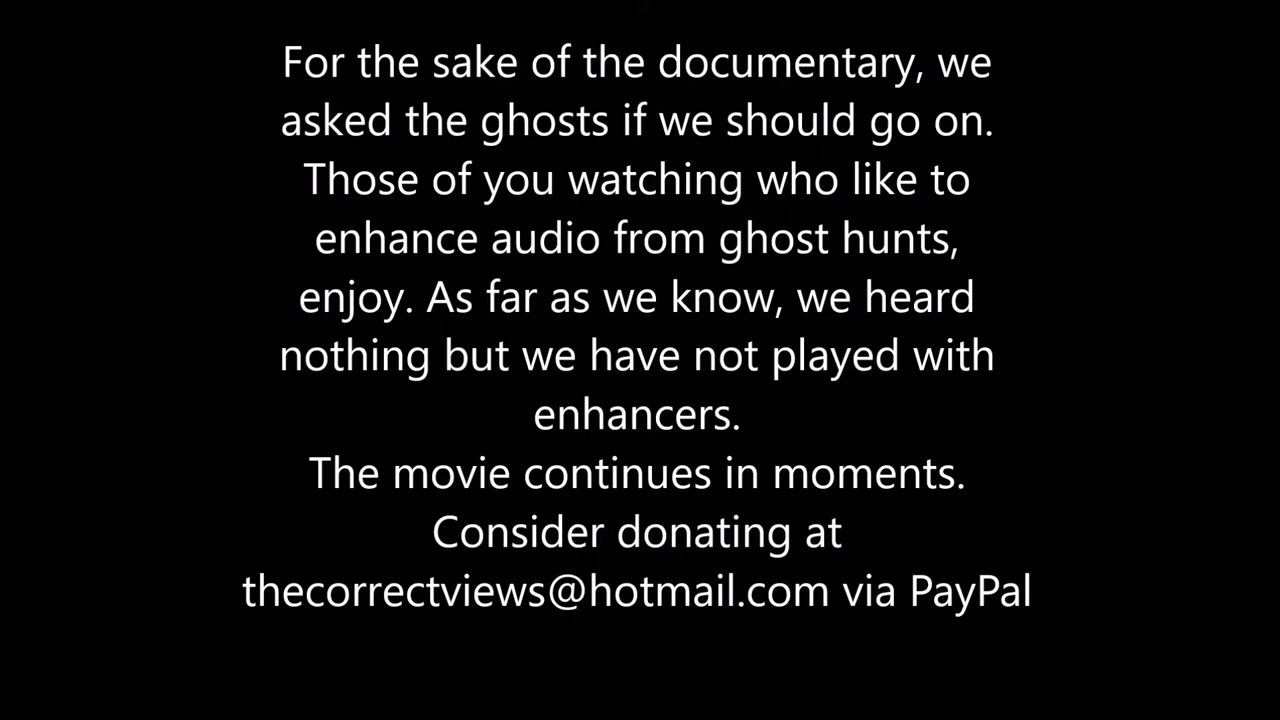 For the sake of the documentary, we
asked the ghosts if we should go on.
Those of you watching who like to
enhance audio from ghost hunts,
enjoy. As far as we know, we heard
nothing but we have not played with
enhancers.
The movie continues in moments.
Consider donating at
thecorrectviews@hotmail.com via PayPal